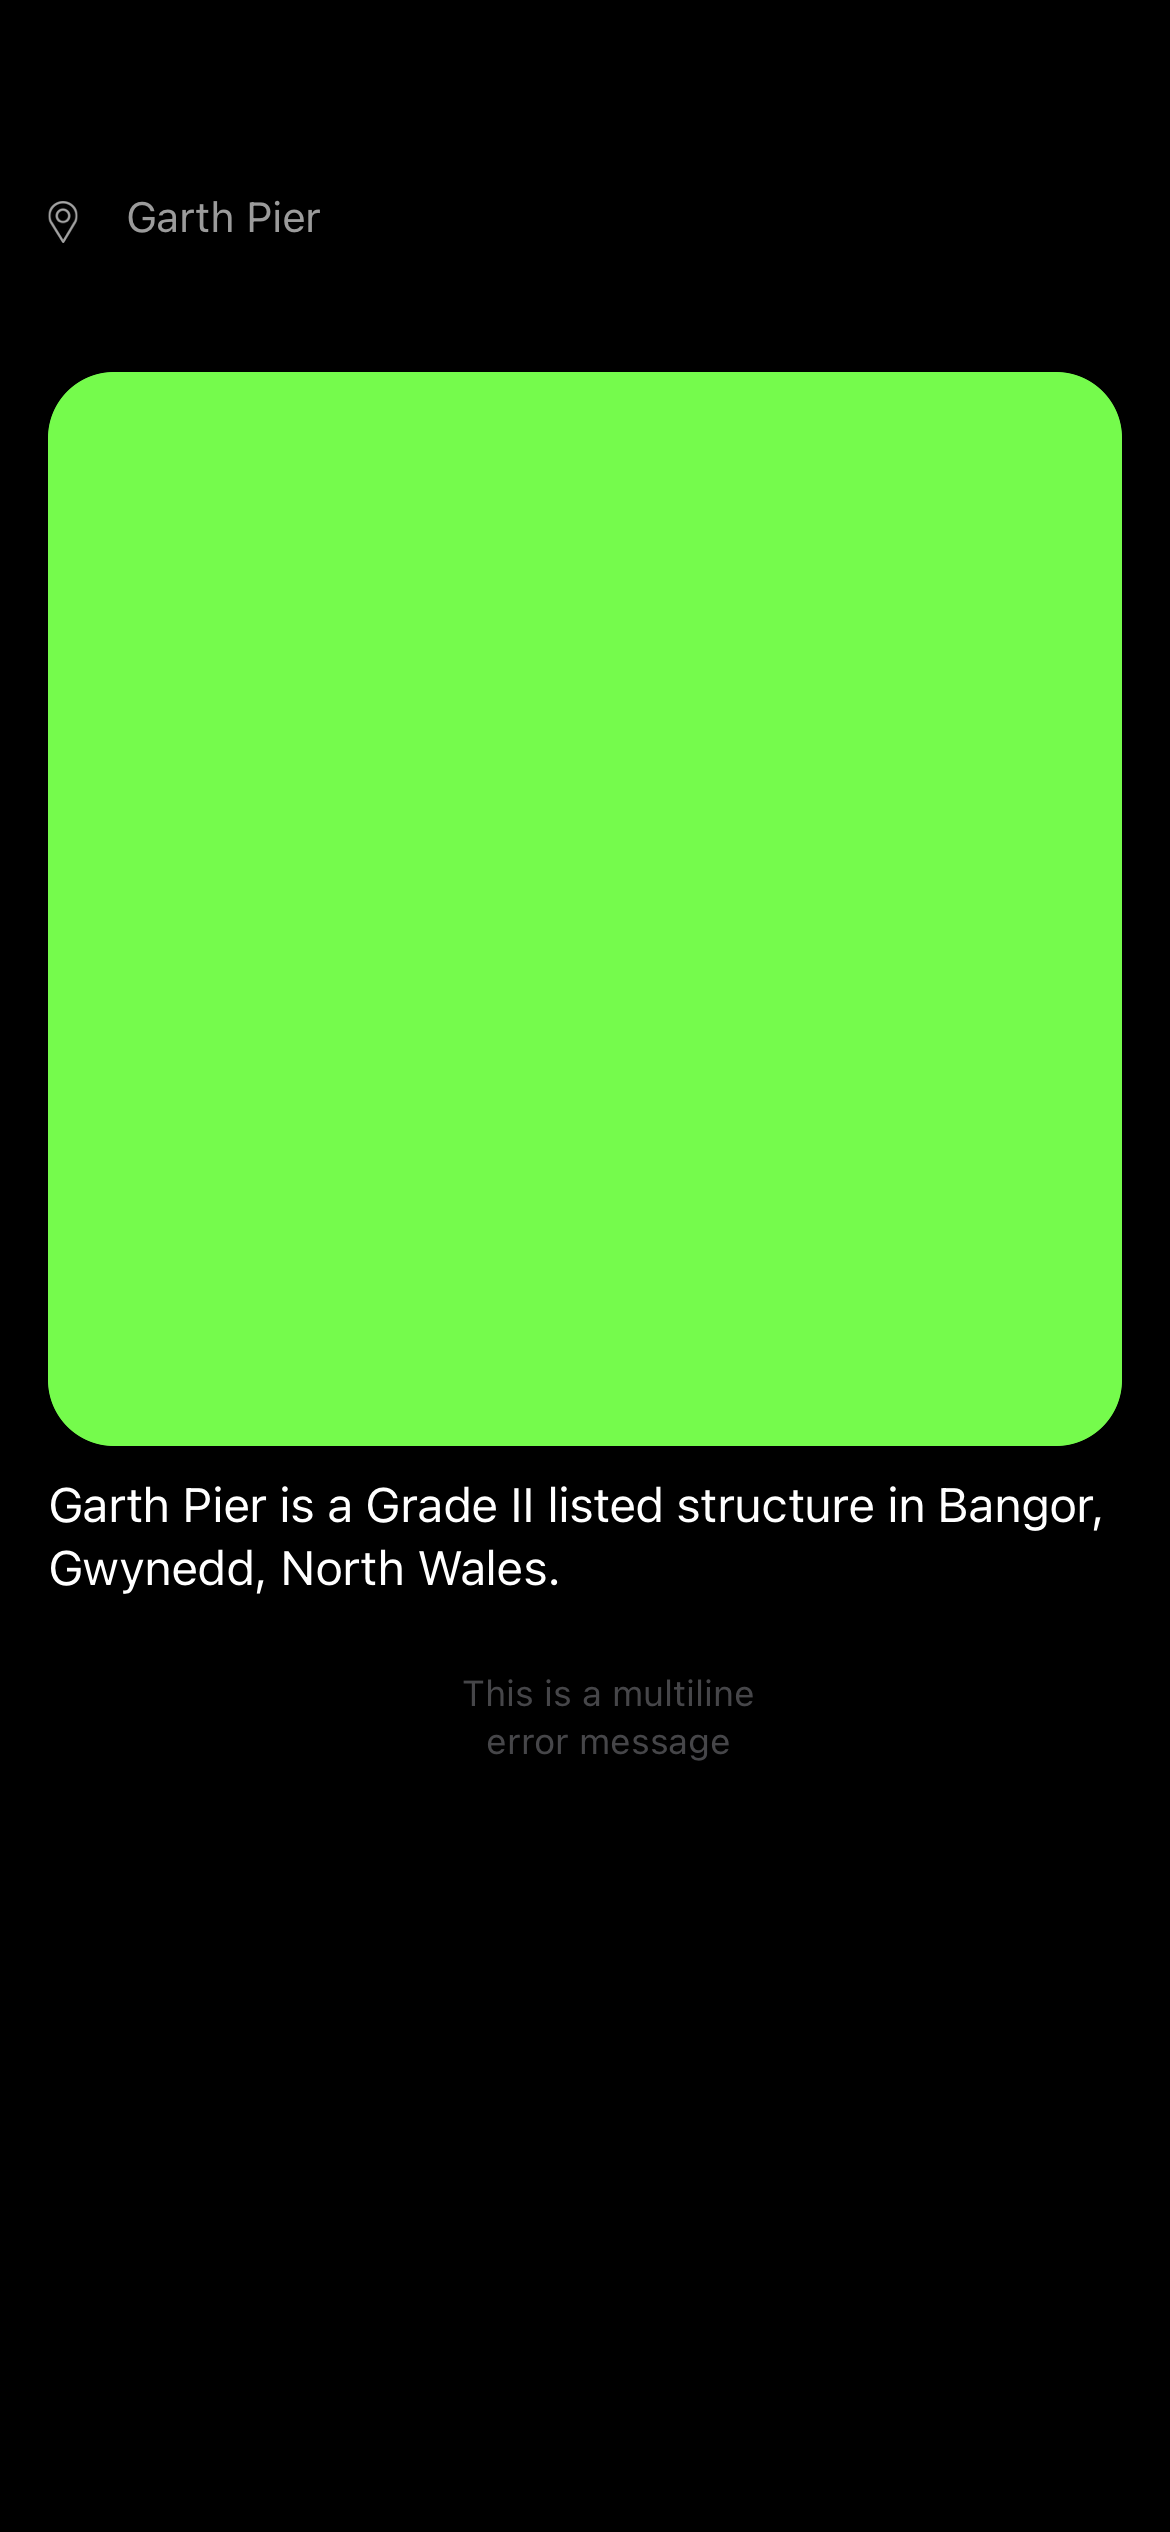 Garth Pier
Garth Pier is a Grade II listed structure in Bangor,
Gwynedd, North Wales.
This is a multiline
error message